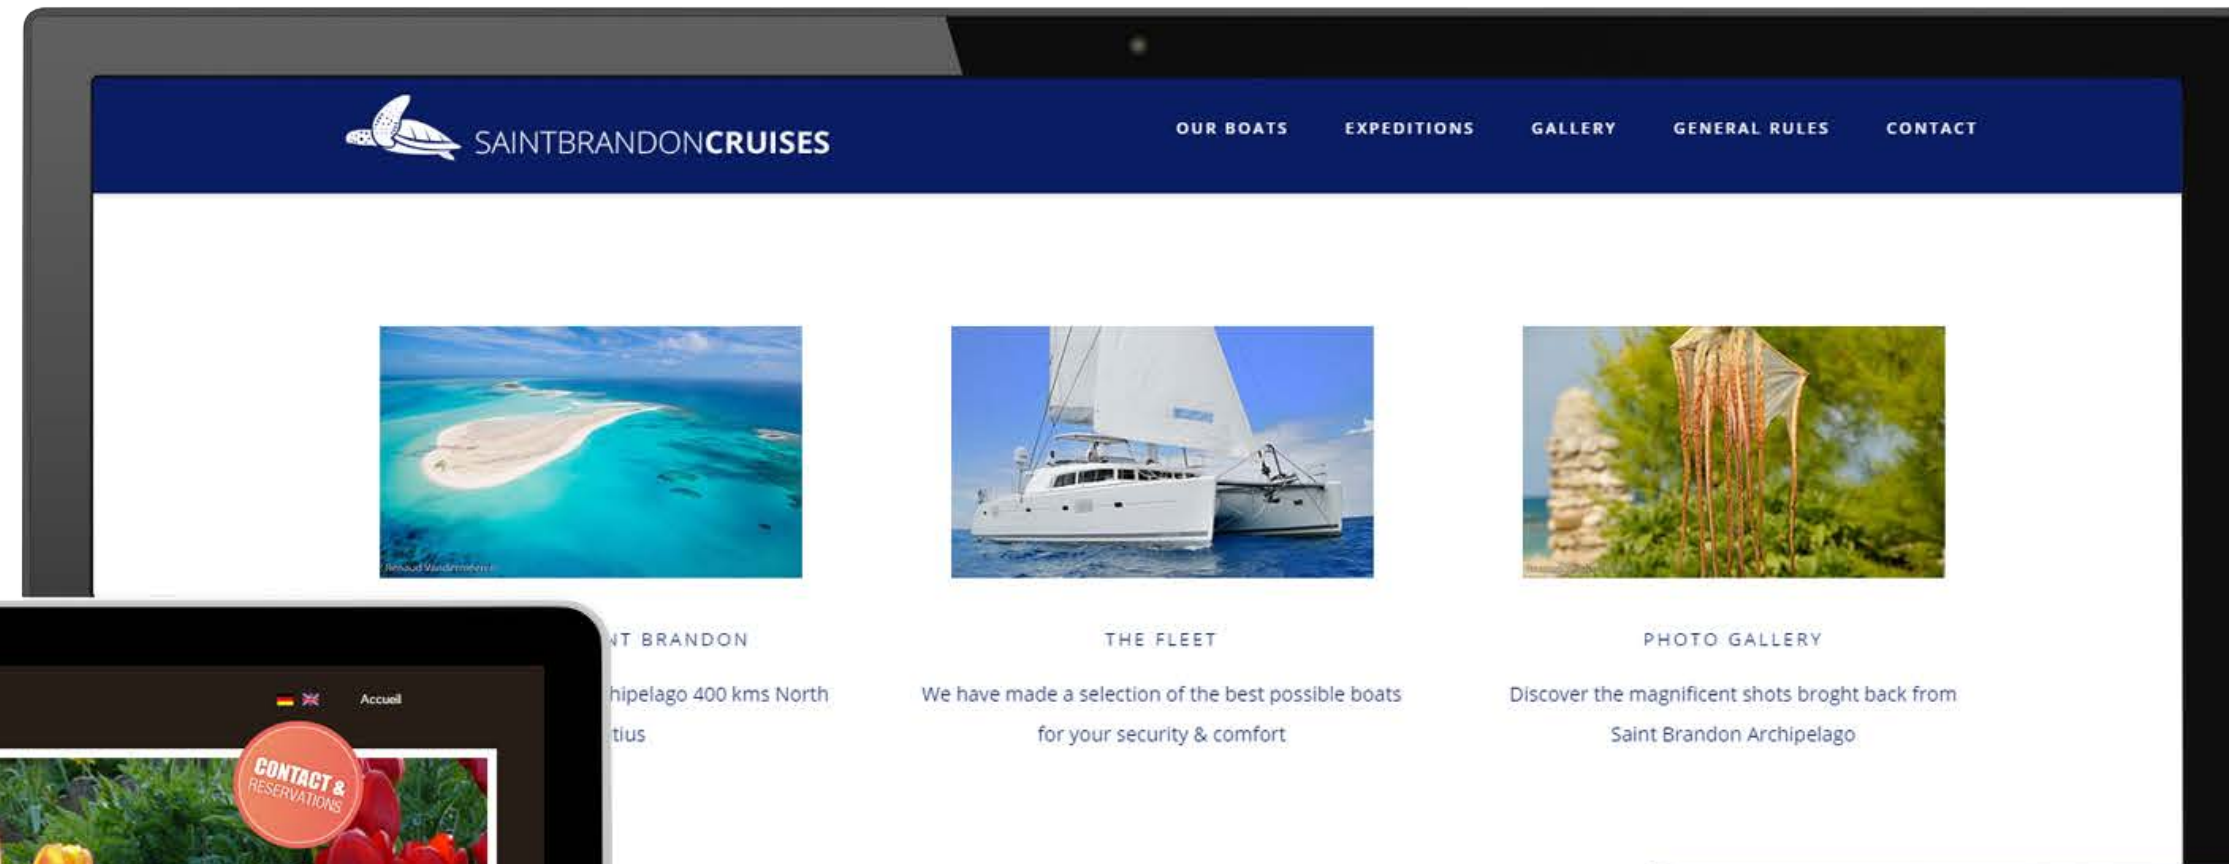 SAINTBRANDONCRUISES
OUR BOATS
EXPEDITIONS
GALLERY
GENERAL RULES
CONTACT
NT BRANDON
hipelago 400 kms North
tius
THE FLEET
We have made a selection of the best possible boats
for your security & comfort
PHOTO GALLERY
Discover the magnificent shots broght back from
Saint Brandon Archipelago
Accueil
CONTACT &
RESERVATIONS